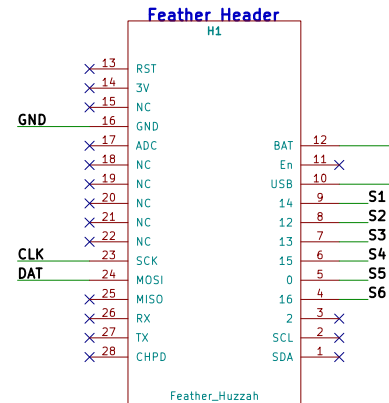 Feather Header
H1
13 RST
14 3V
15 NC
GND 16 GND
17 ADC BAT 12
18 NC En 11
19 NC USB 10
20 NC 14 9 S1
21 NC 12 8 S2
22 NC 13 7 S3
CLK 23 SCK 15 6 S4
DAT 24 MOSI 0 5 S5
25 MISO 16 4 S6
26 RX 2 3
27 TX SCL 2
28 CHPD SDA 1
Feather_Huzzah